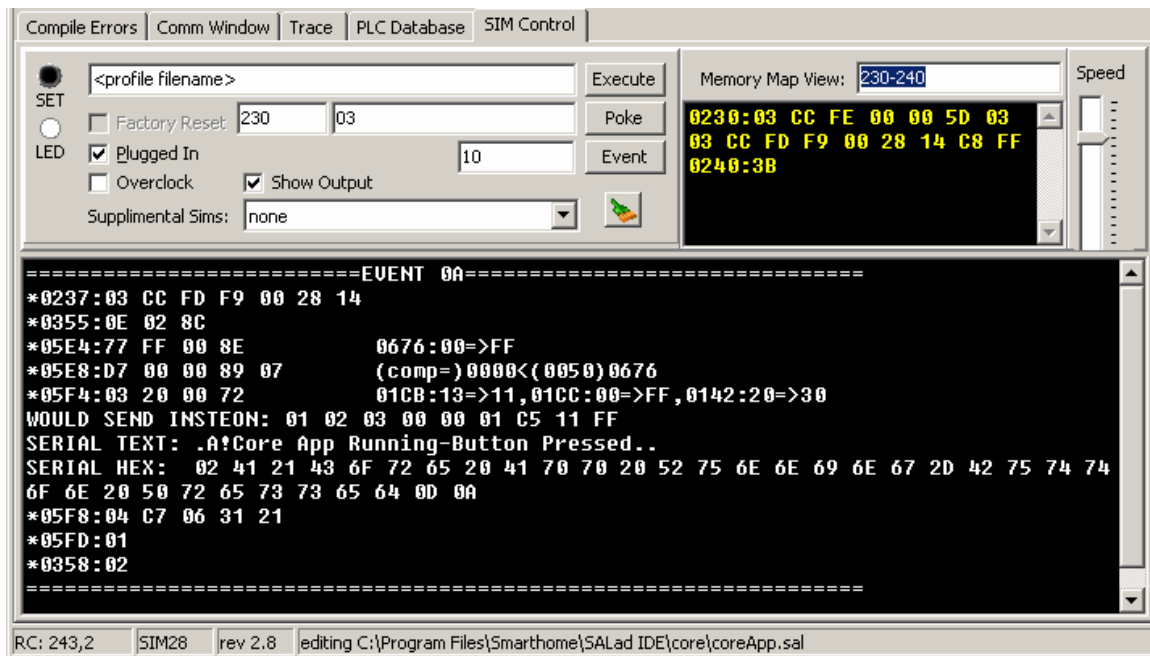 Compile Errors Comm Window Trace PLC Database SIM Control
SET
LED
<profile filename> Execute
Factory Reset 230 03 Poke
Plugged In 10 Event
Overclock Show Output
Supplimental Sims: none
Memory Map View: 230-240
0230:03 CC FE 00 00 5D 03
03 CC FD F9 00 28 14 C8 FF
0240:3B
Speed
===========================EVENT 0A===============================
*0237:03 CC FD F9 00 28 14
*0355:0E 02 8C
*05E4:77 FF 00 8E 0676:00=>FF
*05E8:D7 00 00 89 07 (comp=)0000<(0050)0676
*05F4:03 20 00 72 01CB:13=>11,01CC:00=>FF,0142:20=>30
WOULD SEND INSTEON: 01 02 03 00 00 01 C5 11 FF
SERIAL TEXT: .A!Core App Running-Button Pressed..
SERIAL HEX: 02 41 21 43 6F 72 65 20 41 70 70 20 52 75 6E 6E 69 6E 67 2D 42 75 74 74
6F 6E 20 50 72 65 73 73 65 64 0D 0A
*05F8:04 C7 06 31 21
*05FD:01
*0358:02
=================================================================
RC: 243,2 SIM28 rev 2.8 editing C:\Program Files\Smarthome\SALad IDE\core\coreApp.sal